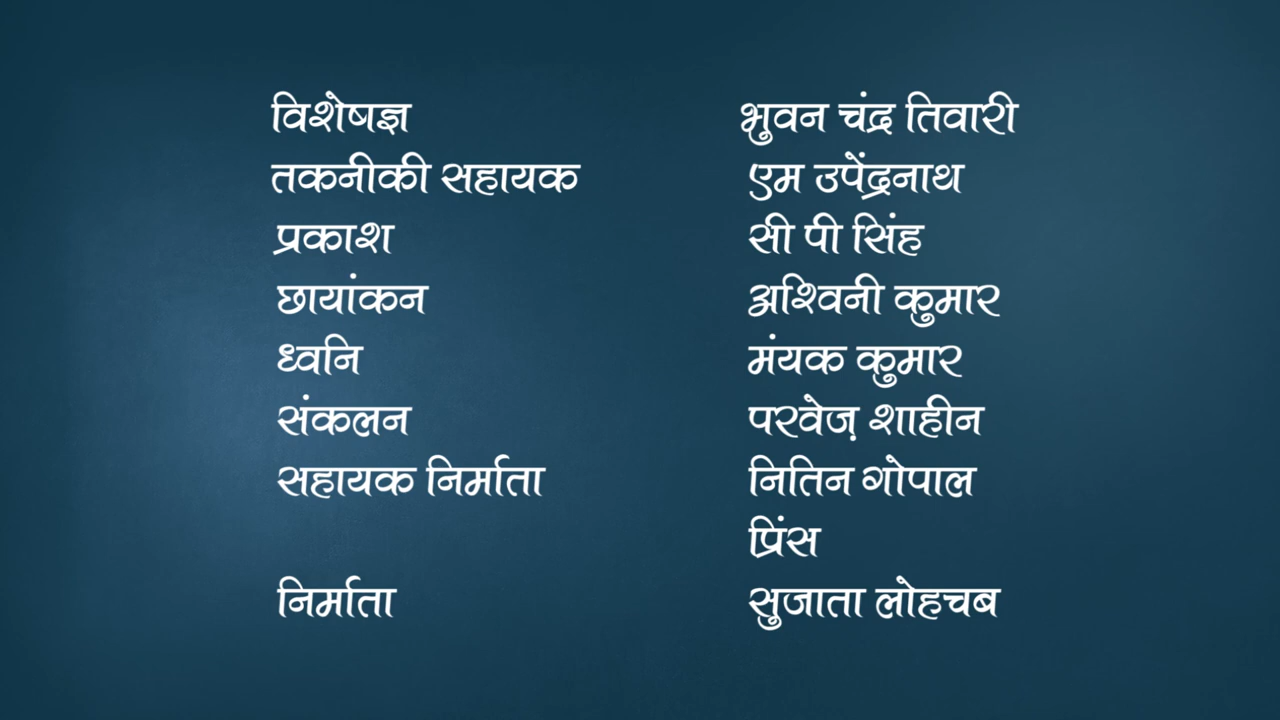 विशेषज्ञ भुवन चंद्र तिवारी
तकनीकी सहायक एम उपेंद्रनाथ
प्रकाश सी पी सिंह
छायांकन अश्विनी कुमार
ध्वनि मंयक कुमार
संकलन परवेज़ शाहीन
सहायक निर्माता नितिन गोपाल
प्रिंस
निर्माता सुजाता लोहचब